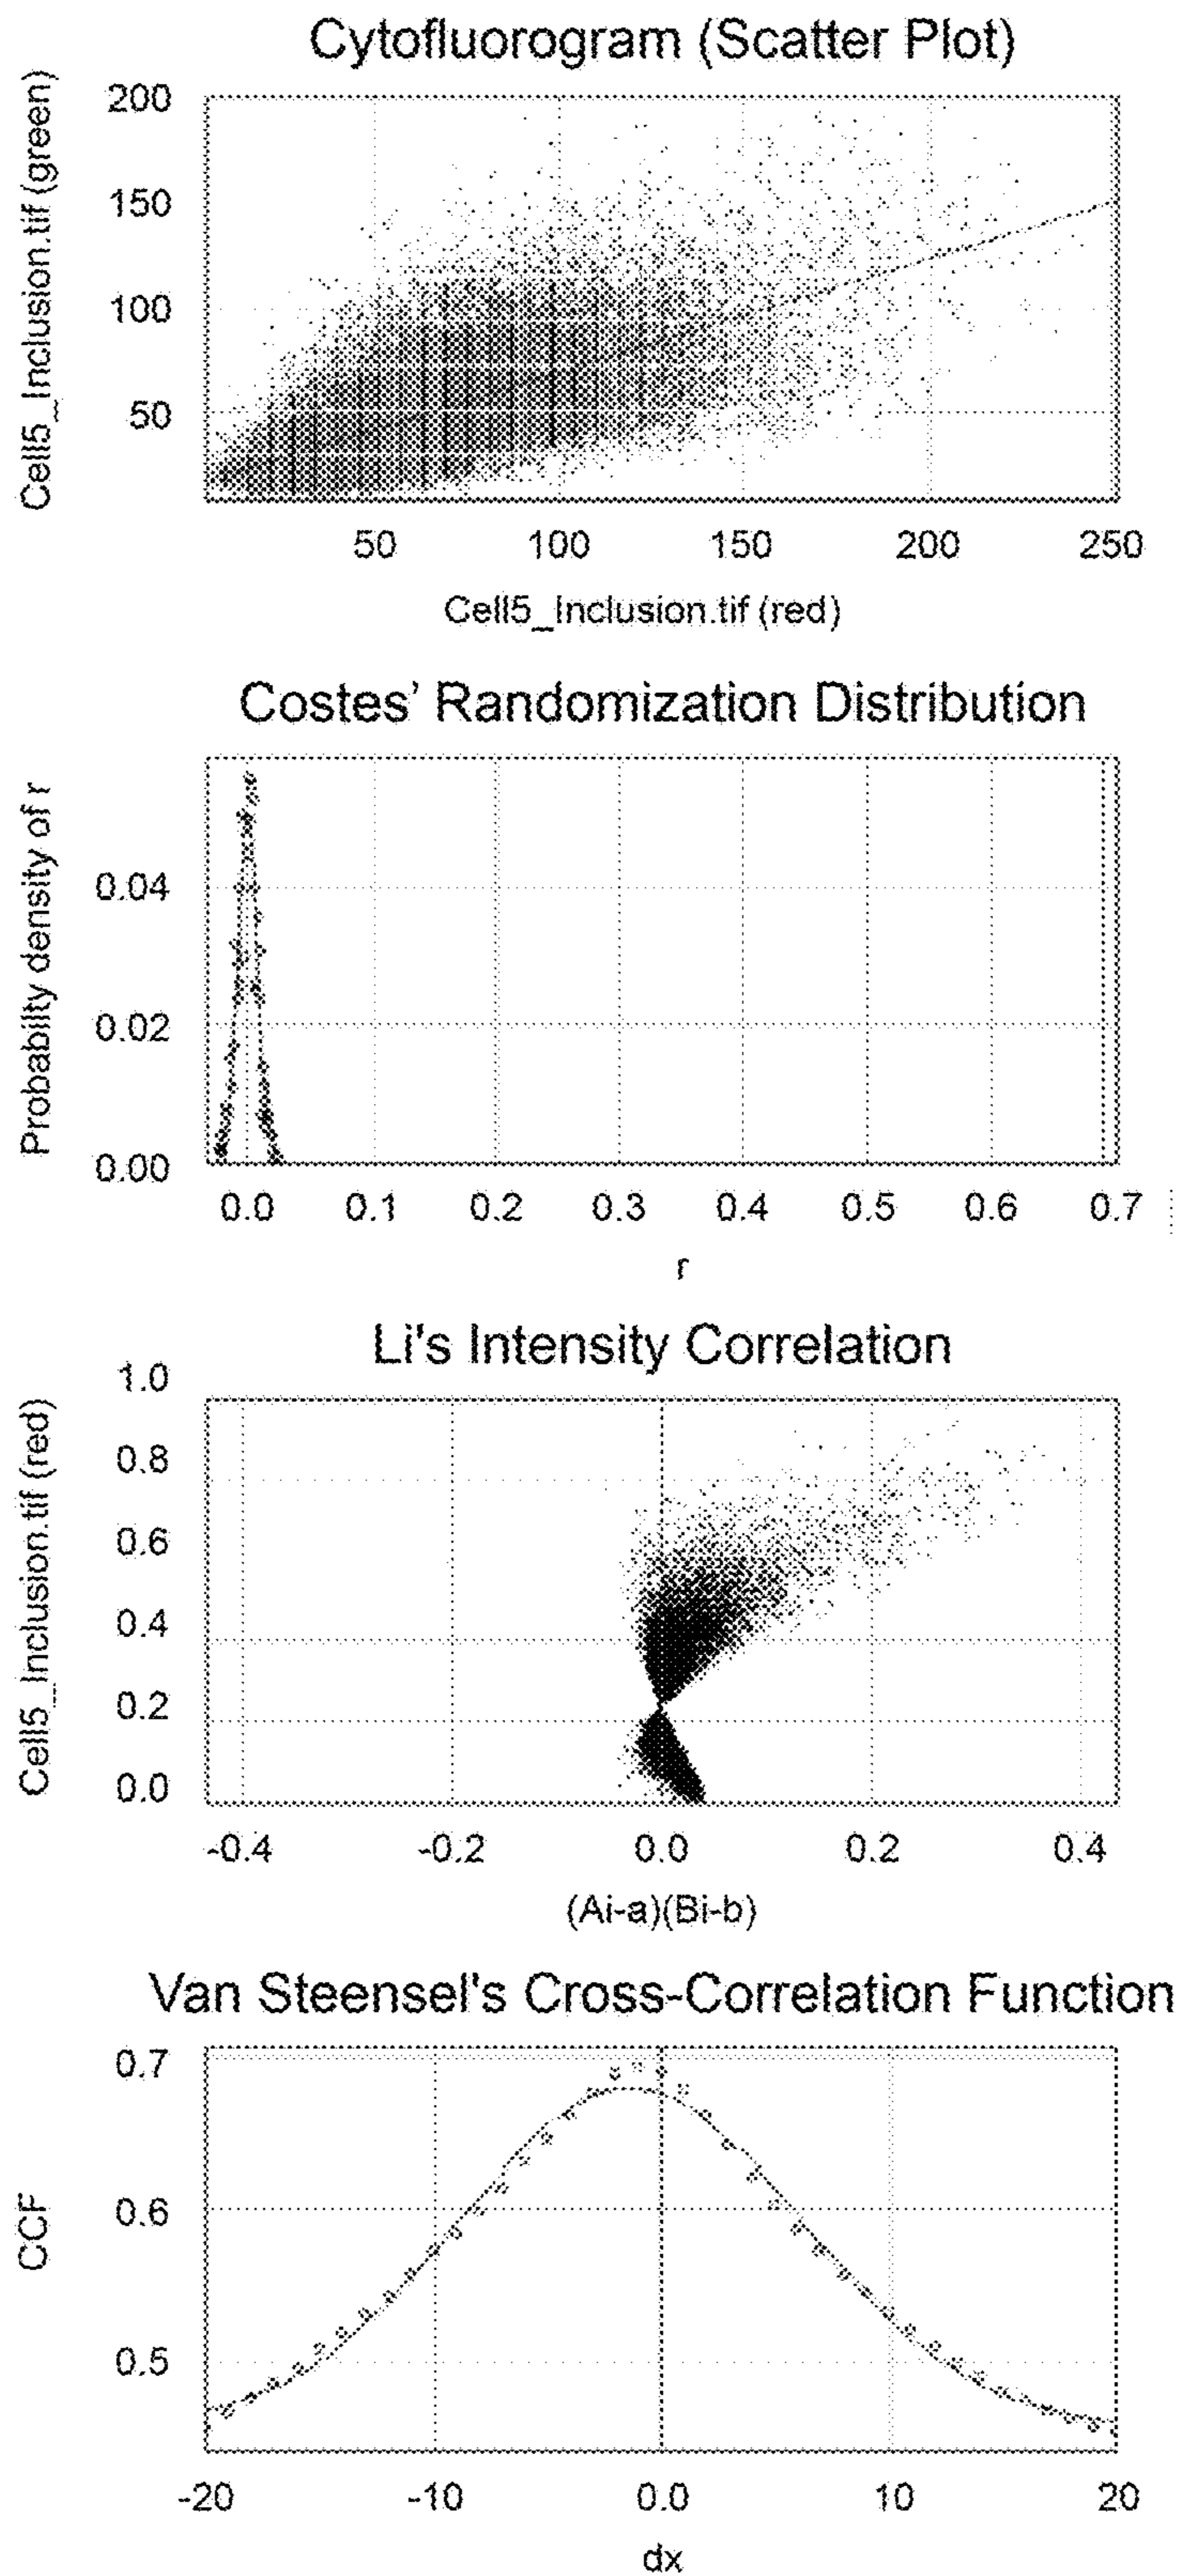 Cytofluorogram (Scatter Plot)
Cell5_Inclusion.tif (green)
200
150
100
50
50 100 150 200 250
Cell5_Inclusion.tif (red)
Costes’ Randomization Distribution
Probability density of r
0.04
0.02
0.00
0.0 0.1 0.2 0.3 0.4 0.5 0.6 0.7
r
Li's Intensity Correlation
Cell5_Inclusion.tif (red)
1.0
0.8
0.6
0.4
0.2
0.0
-0.4 -0.2 0.0 0.2 0.4
(Ai-a)(Bi-b)
Van Steensel's Cross-Correlation Function
CCF
0.7
0.6
0.5
-20 -10 0.0 10 20
dx